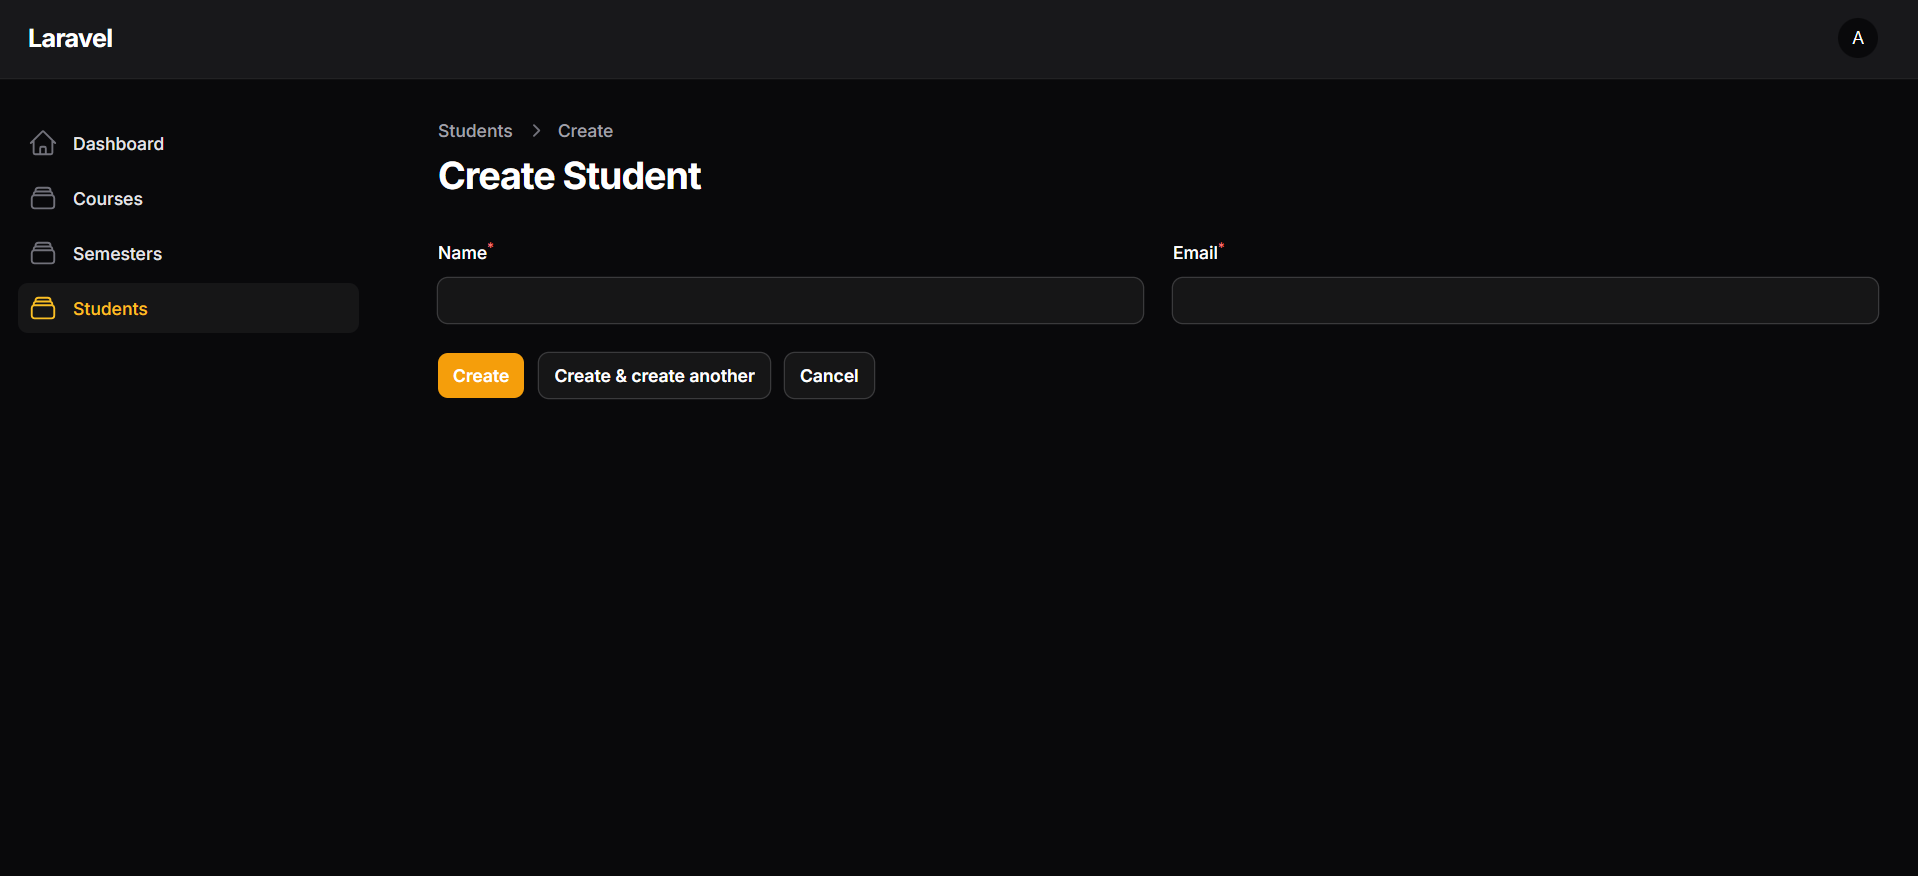 Laravel
A
Dashboard
Courses
Semesters
Students
Students > Create
Create Student
Name*
Email*
Create
Create & create another
Cancel